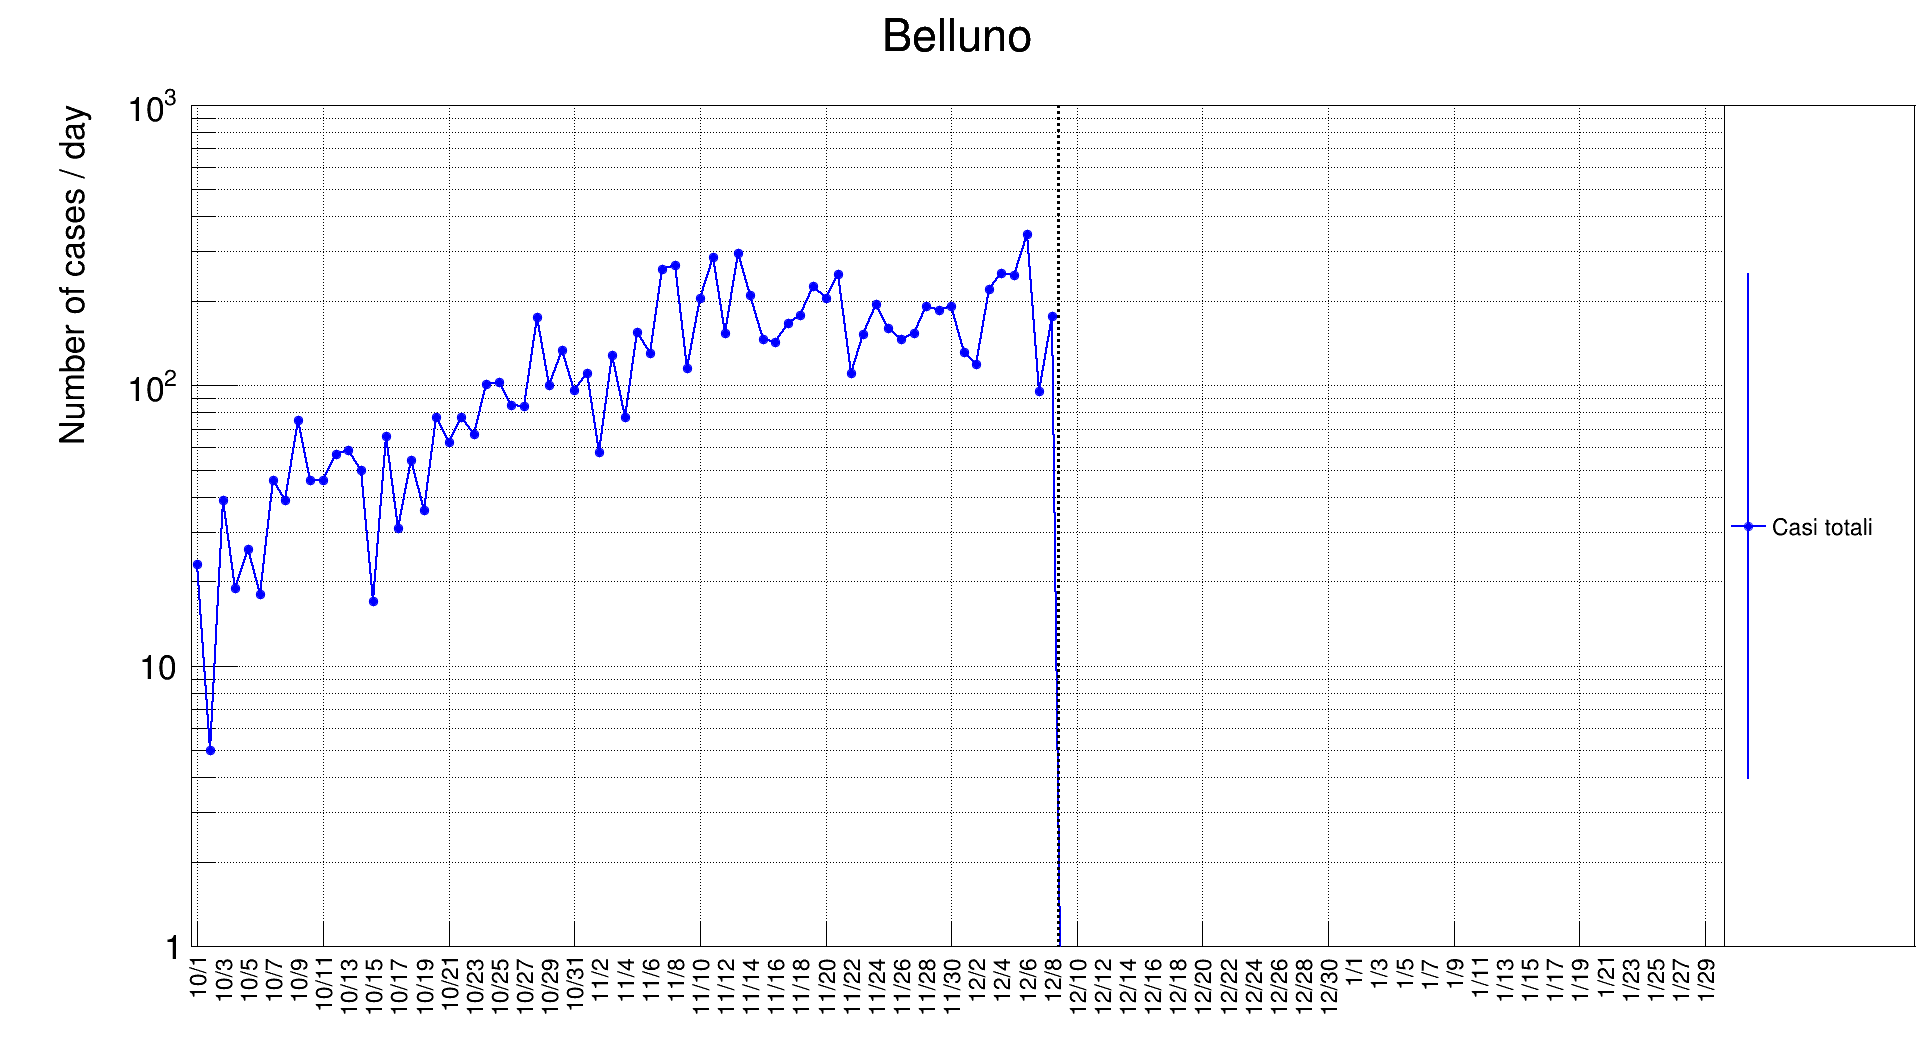 Belluno
Number of cases / day
10³
10²
10
1
10/1 10/3 10/5 10/7 10/9 10/11 10/13 10/15 10/17 10/19 10/21 10/23 10/25 10/27 10/29 10/31 11/2 11/4 11/6 11/8 11/10 11/12 11/14 11/16 11/18 11/20 11/22 11/24 11/26 11/28 11/30 12/2 12/4 12/6 12/8 12/10 12/12 12/14 12/16 12/18 12/20 12/22 12/24 12/26 12/28 12/30 1/1 1/3 1/5 1/7 1/9 1/11 1/13 1/15 1/17 1/19 1/21 1/23 1/25 1/27 1/29
Casi totali